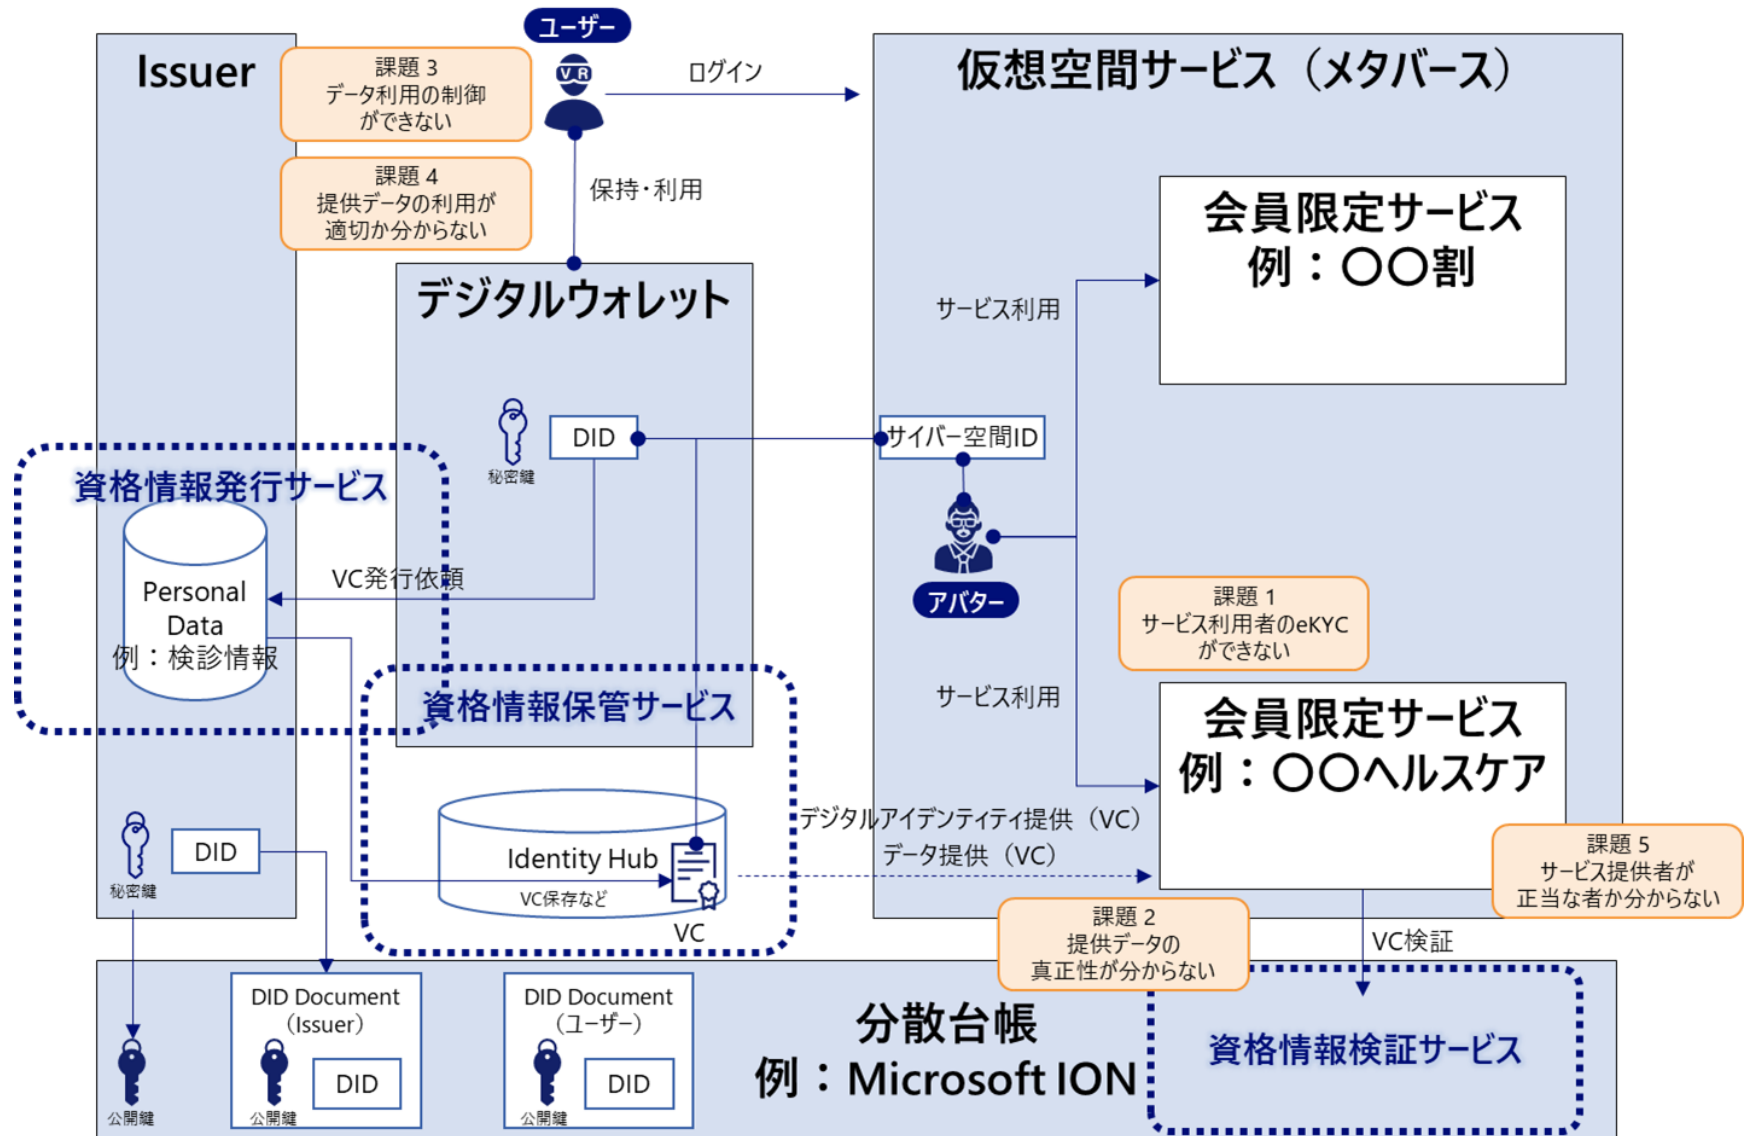 ユーザー
Issuer
課題 3
データ利用の制御
ができない
VR
ログイン
仮想空間サービス（メタバース）
課題 4
提供データの利用が
適切か分からない
保持・利用
会員限定サービス
例：〇〇割
デジタルウォレット
サービス利用
秘密鍵
DID
サイバー空間ID
資格情報発行サービス
Personal
Data
例：検診情報
VC発行依頼
アバター
課題 1
サービス利用者のeKYC
ができない
サービス利用
資格情報保管サービス
会員限定サービス
例：〇〇ヘルスケア
デジタルアイデンティティ提供（VC）
データ提供（VC）
秘密鍵
DID
Identity Hub
VC保存など
VC
課題 5
サービス提供者が
正当な者か分からない
課題 2
提供データの
真正性が分からない
VC検証
公開鍵
DID Document
（Issuer）
公開鍵
DID
DID Document
（ユーザー）
公開鍵
DID
分散台帳
例：Microsoft ION
資格情報検証サービス